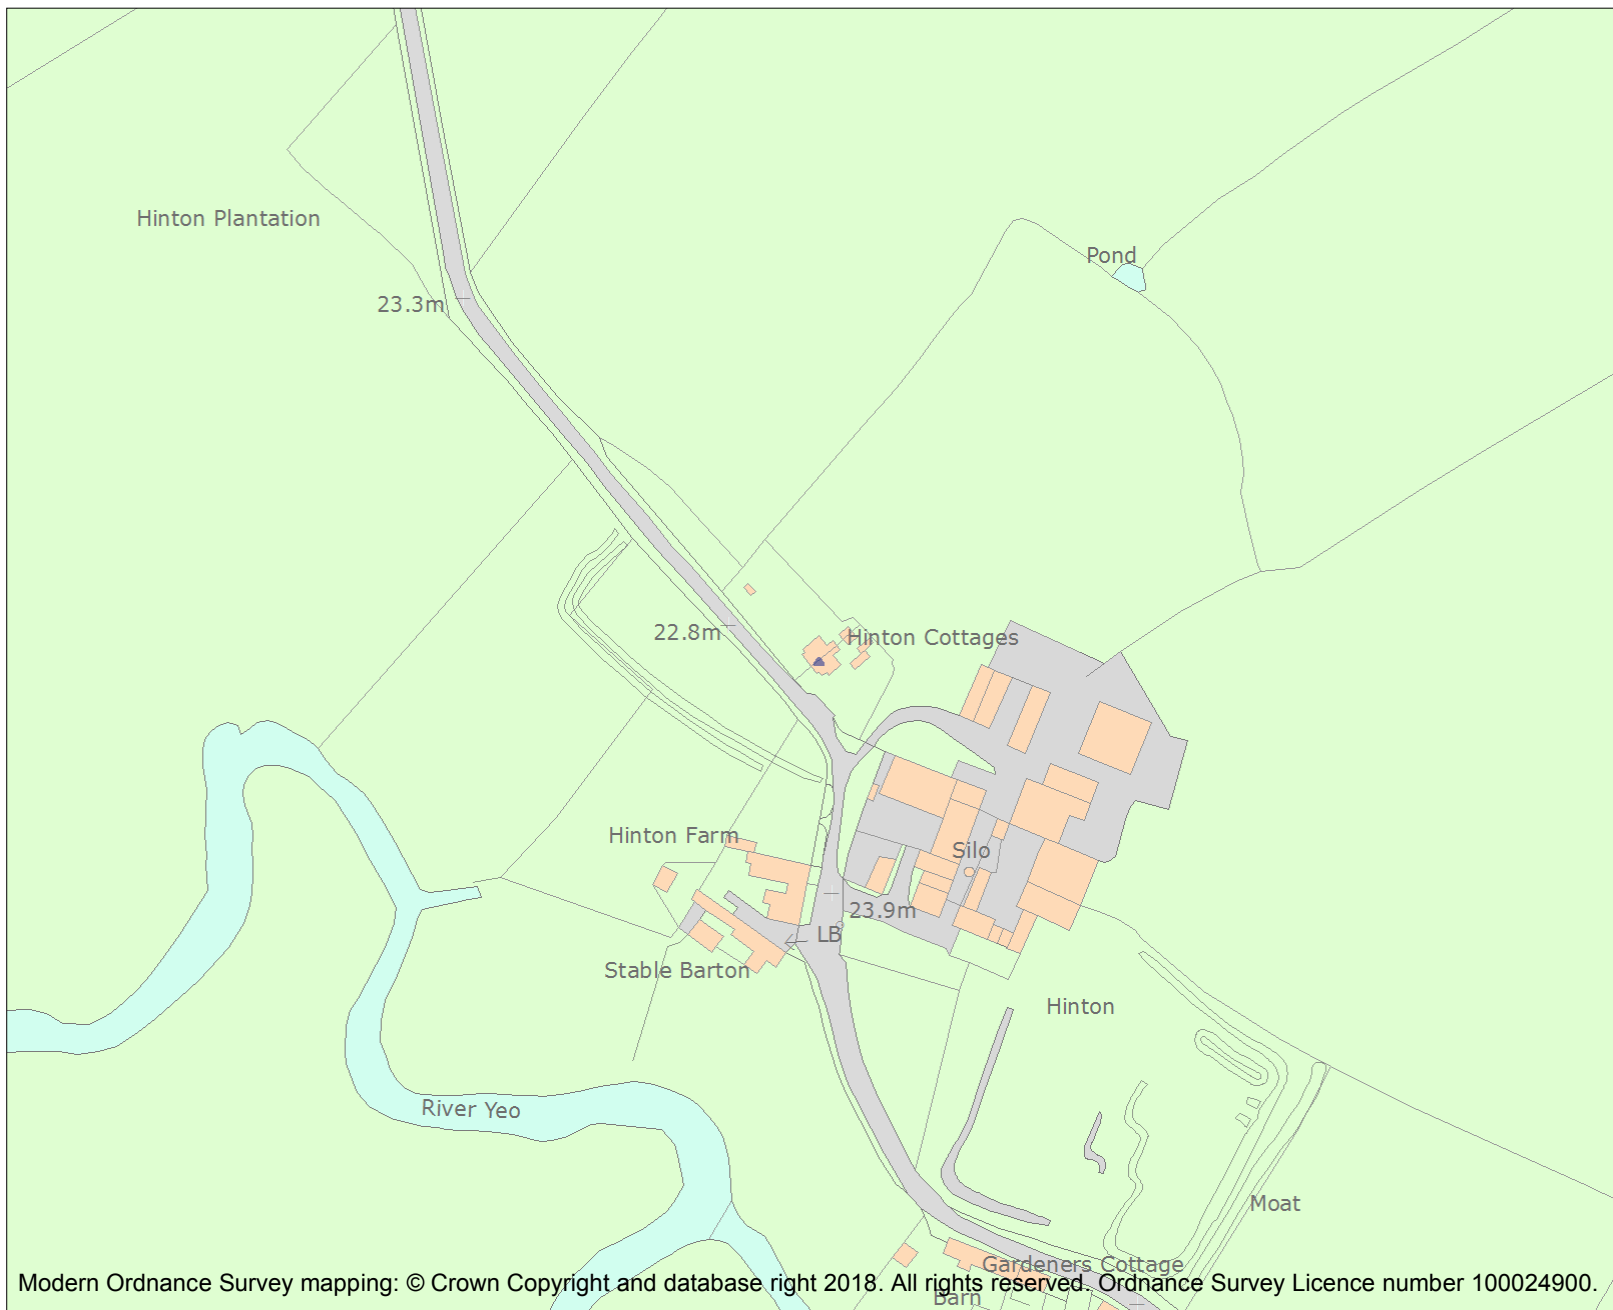 Hinton Plantation
Pond
23.3m
22.8m
Hinton Cottages
Hinton Farm
Silo
23.9m
LB
Stable Barton
Hinton
River Yeo
Moat
Gardeners Cottage
Modern Ordnance Survey mapping: © Crown Copyright and database right 2018. All rights reserved. Ordnance Survey Licence number 100024900.
Barn